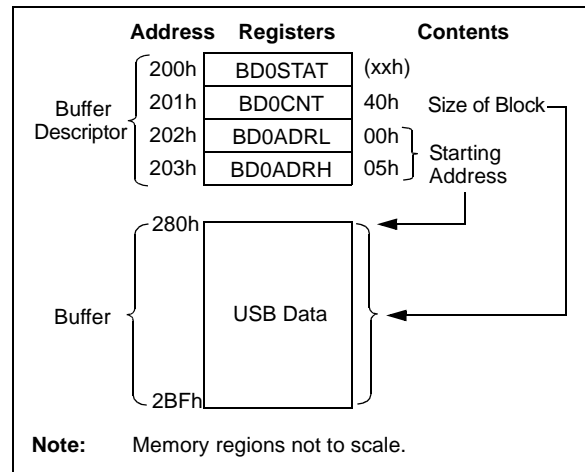 Address Registers Contents
200h BD0STAT (xxh)
201h BD0CNT 40h Size of Block
Buffer Descriptor
202h BD0ADRL 00h
203h BD0ADRH 05h
Starting Address
280h
Buffer USB Data
2BFh
Note: Memory regions not to scale.